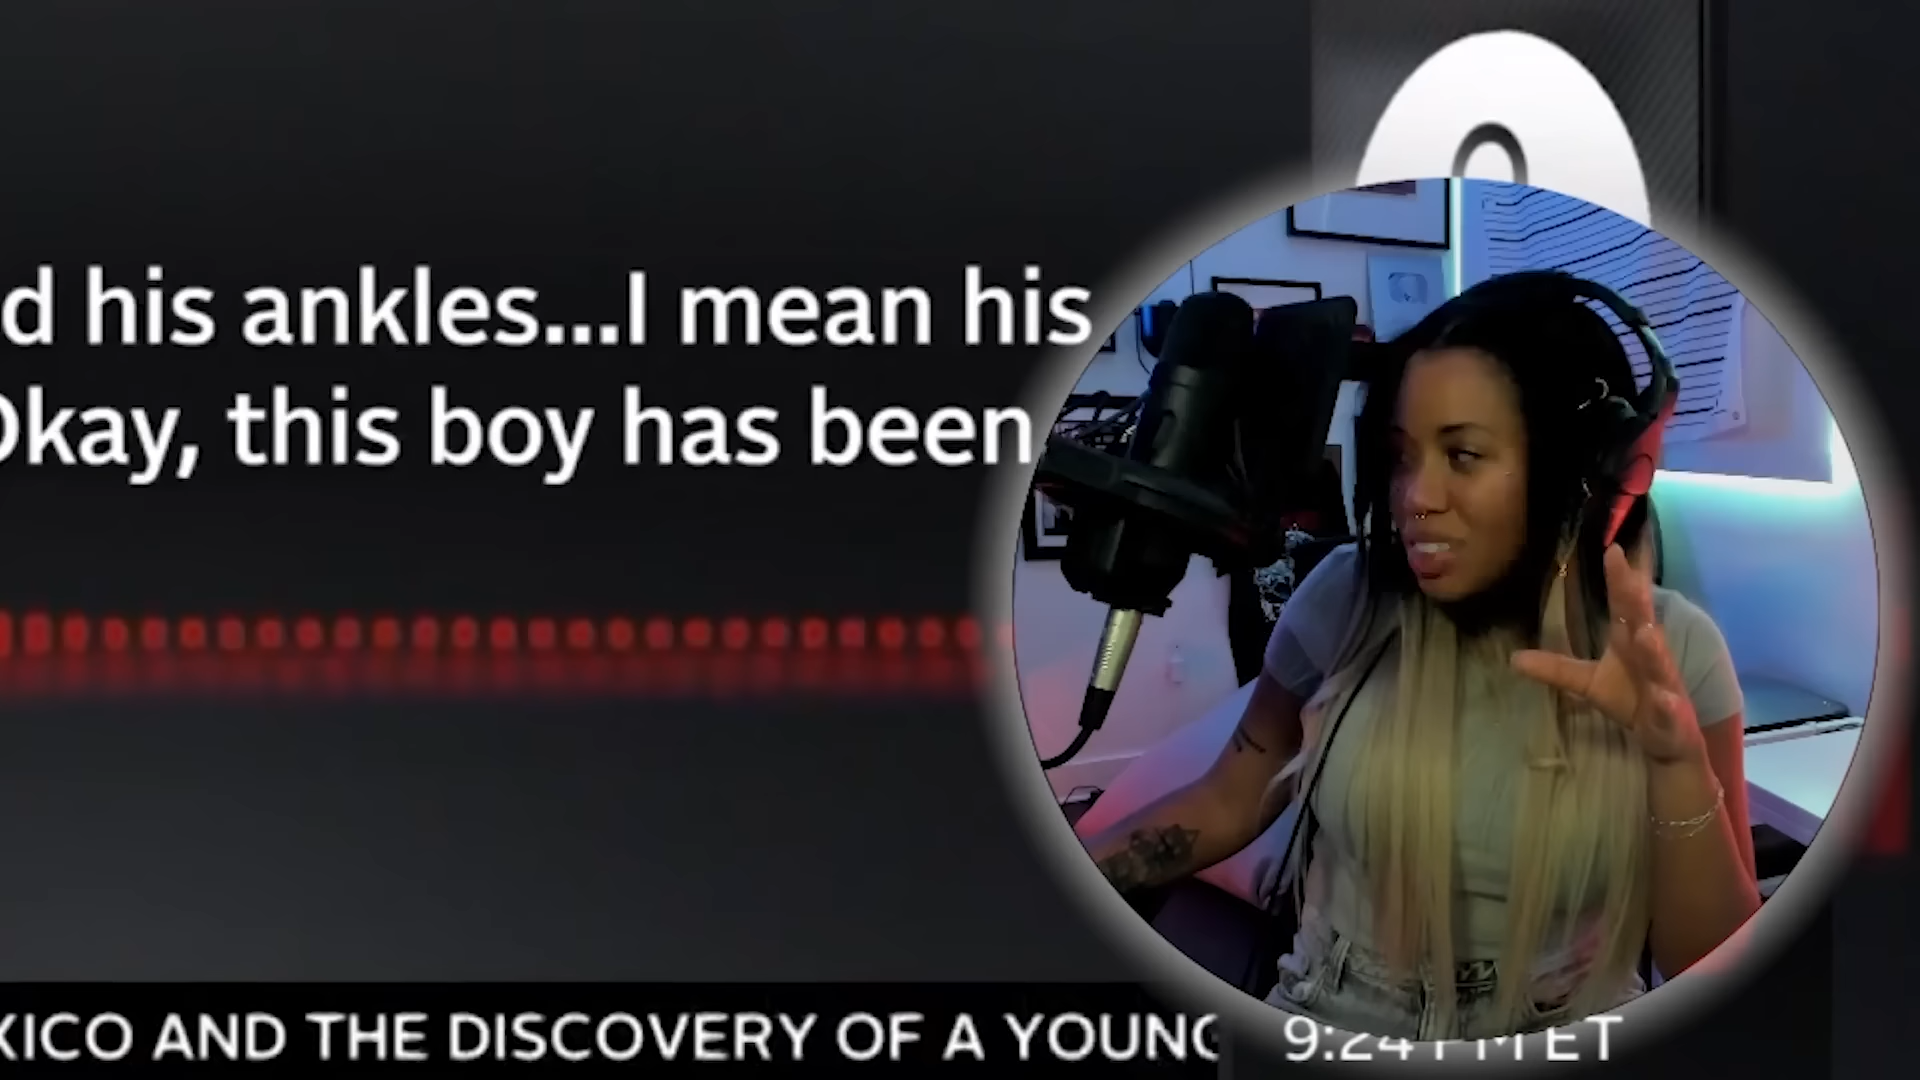 his ankles...I mean his
Okay, this boy has been
XICO AND THE DISCOVERY OF A YOUNG
9:24 PM ET